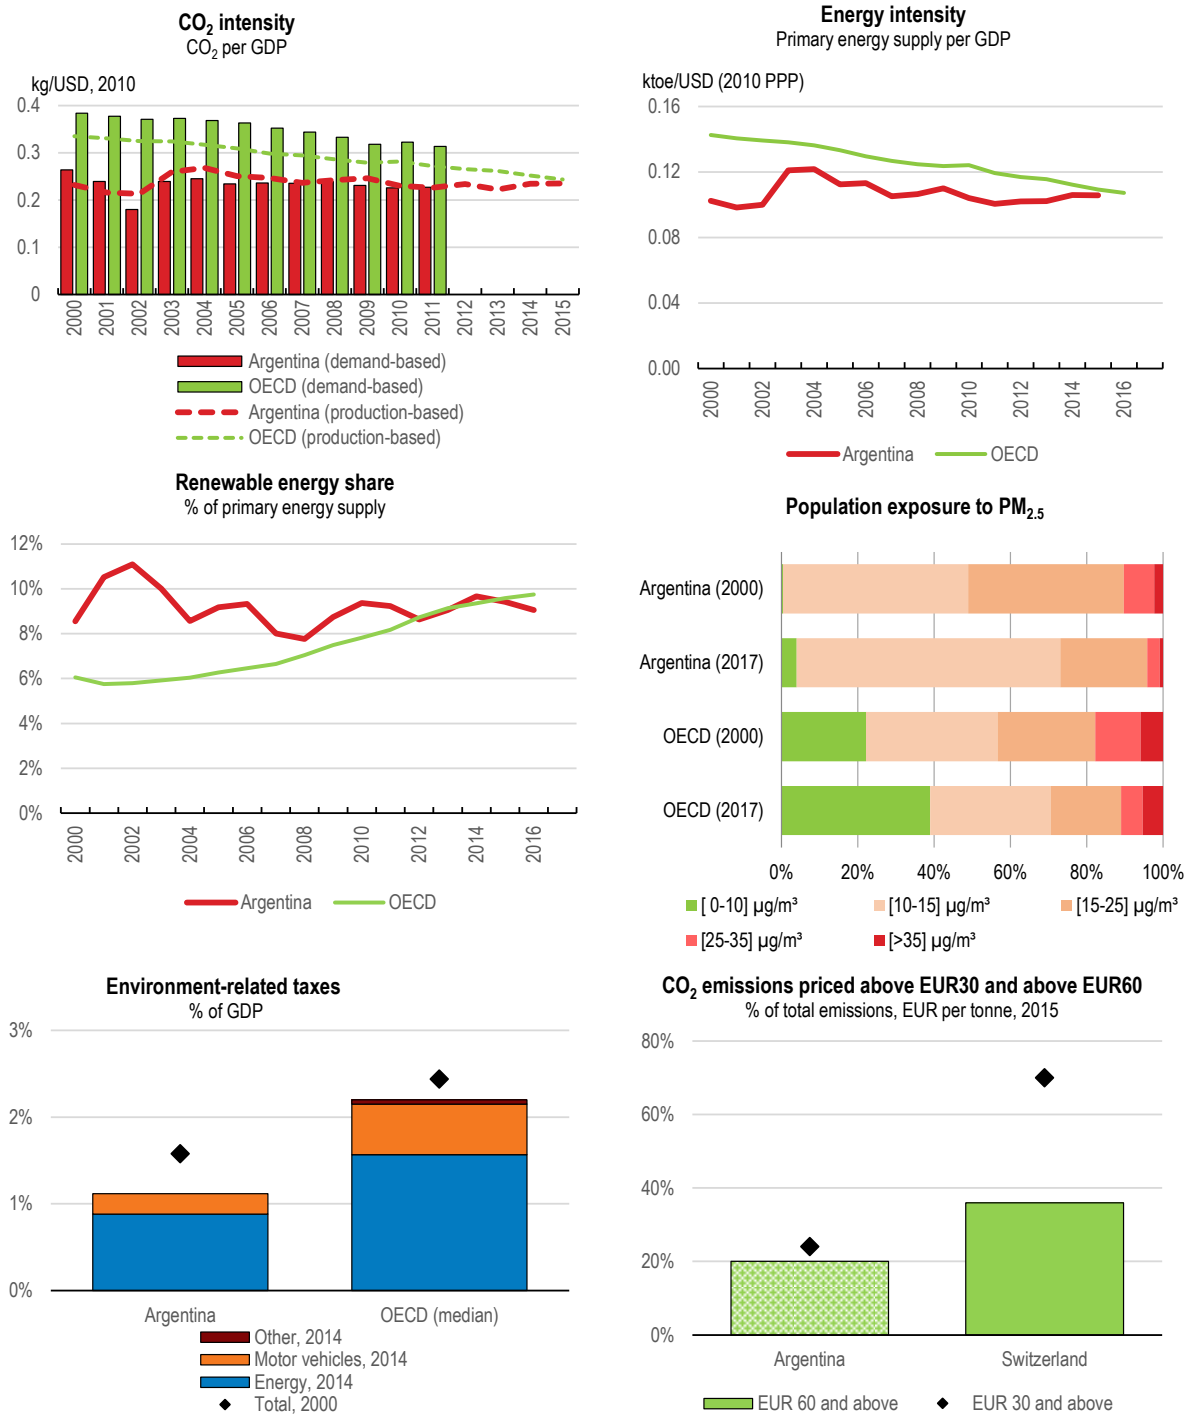 CO₂ intensity
CO₂ per GDP
kg/USD, 2010
0.4
0.3
0.2
0.1
0
2000
2001
2002
2003
2004
2005
2006
2007
2008
2009
2010
2011
2012
2013
2014
2015
Argentina (demand-based)
OECD (demand-based)
Argentina (production-based)
OECD (production-based)
Energy intensity
Primary energy supply per GDP
ktoe/USD (2010 PPP)
0.16
0.12
0.08
0.04
0.00
2000
2002
2004
2006
2008
2010
2012
2014
2016
Argentina
OECD
Renewable energy share
% of primary energy supply
12%
10%
8%
6%
4%
2%
0%
2000
2002
2004
2006
2008
2010
2012
2014
2016
Argentina
OECD
Population exposure to PM₂.₅
Argentina (2000)
Argentina (2017)
OECD (2000)
OECD (2017)
0%
20%
40%
60%
80%
100%
[ 0-10] µg/m³
[10-15] µg/m³
[15-25] µg/m³
[25-35] µg/m³
[>35] µg/m³
Environment-related taxes
% of GDP
3%
2%
1%
0%
Argentina
OECD (median)
Other, 2014
Motor vehicles, 2014
Energy, 2014
Total, 2000
CO₂ emissions priced above EUR30 and above EUR60
% of total emissions, EUR per tonne, 2015
80%
60%
40%
20%
0%
Argentina
Switzerland
EUR 60 and above
EUR 30 and above